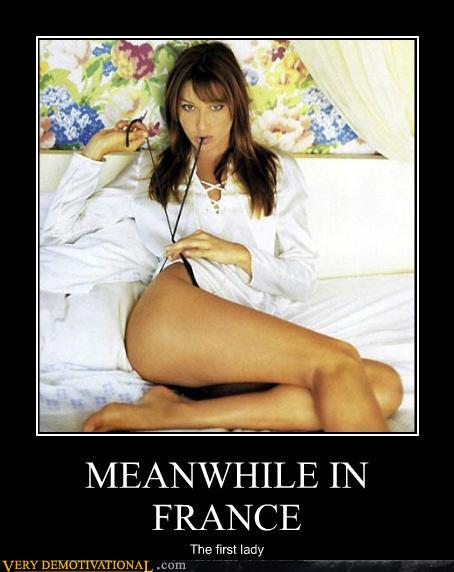 MEANWHILE IN
FRANCE
The first lady
VERY DEMOTIVATIONAL.com